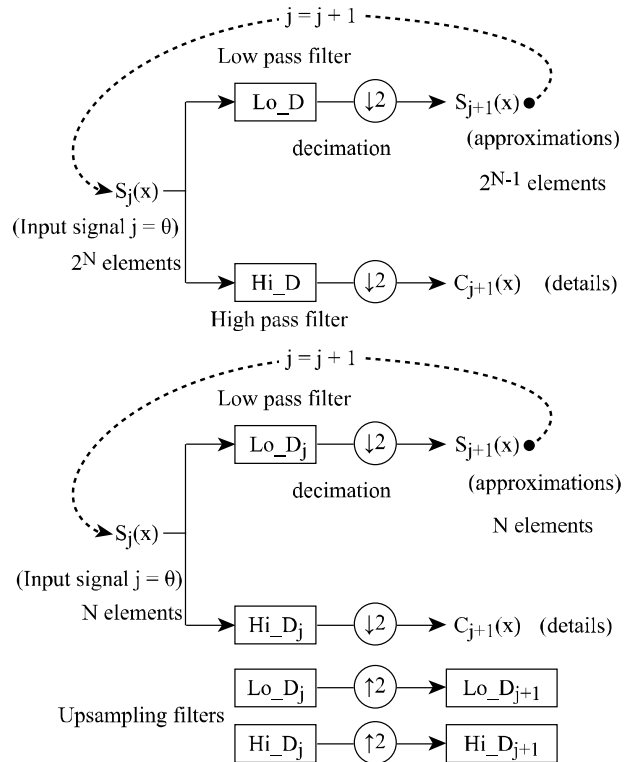 j = j + 1
Low pass filter
Lo_D
↓2
S_{j+1}(x)
decimation
(approximations)
2^{N-1} elements
S_j(x)
(Input signal j = θ)
2^N elements
Hi_D
↓2
C_{j+1}(x) (details)
High pass filter
j = j + 1
Low pass filter
Lo_D_j
↓2
S_{j+1}(x)
decimation
(approximations)
N elements
S_j(x)
(Input signal j = θ)
N elements
Hi_D_j
↓2
C_{j+1}(x) (details)
Upsampling filters
Lo_D_j
↑2
Lo_D_{j+1}
Hi_D_j
↑2
Hi_D_{j+1}